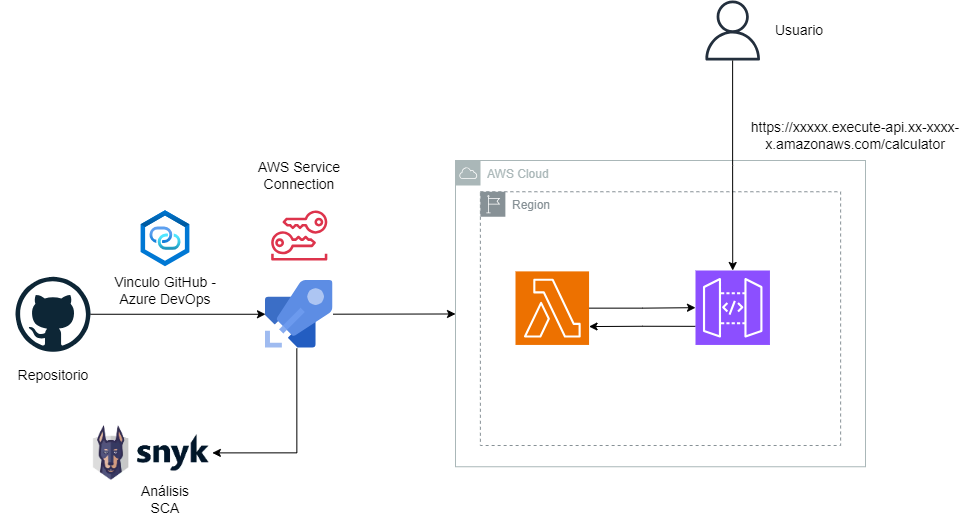 Usuario
https://xxxxx.execute-api.xx-xxxx-
x.amazonaws.com/calculator
AWS Service
Connection
AWS Cloud
Region
Vinculo GitHub -
Azure DevOps
</>
Repositorio
snyk
Análisis
SCA